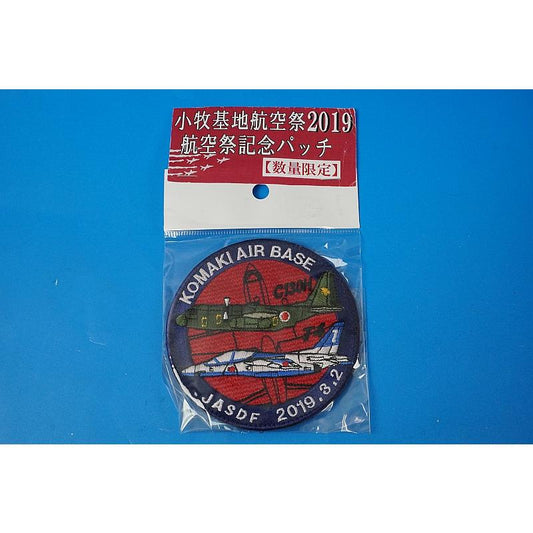 小牧基地航空祭2019
航空祭記念パッチ
【数量限定】
KOMAKI AIR BASE
C130H
T-4
JASDF 2019.3.2